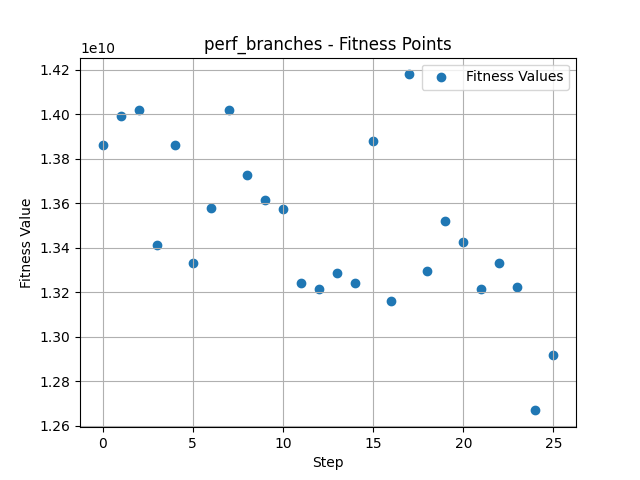 perf_branches - Fitness Points
1e10
Fitness Values
1.42
1.40
1.38
1.36
1.34
1.32
1.30
1.28
1.26
Fitness Value
0 5 10 15 20 25
Step